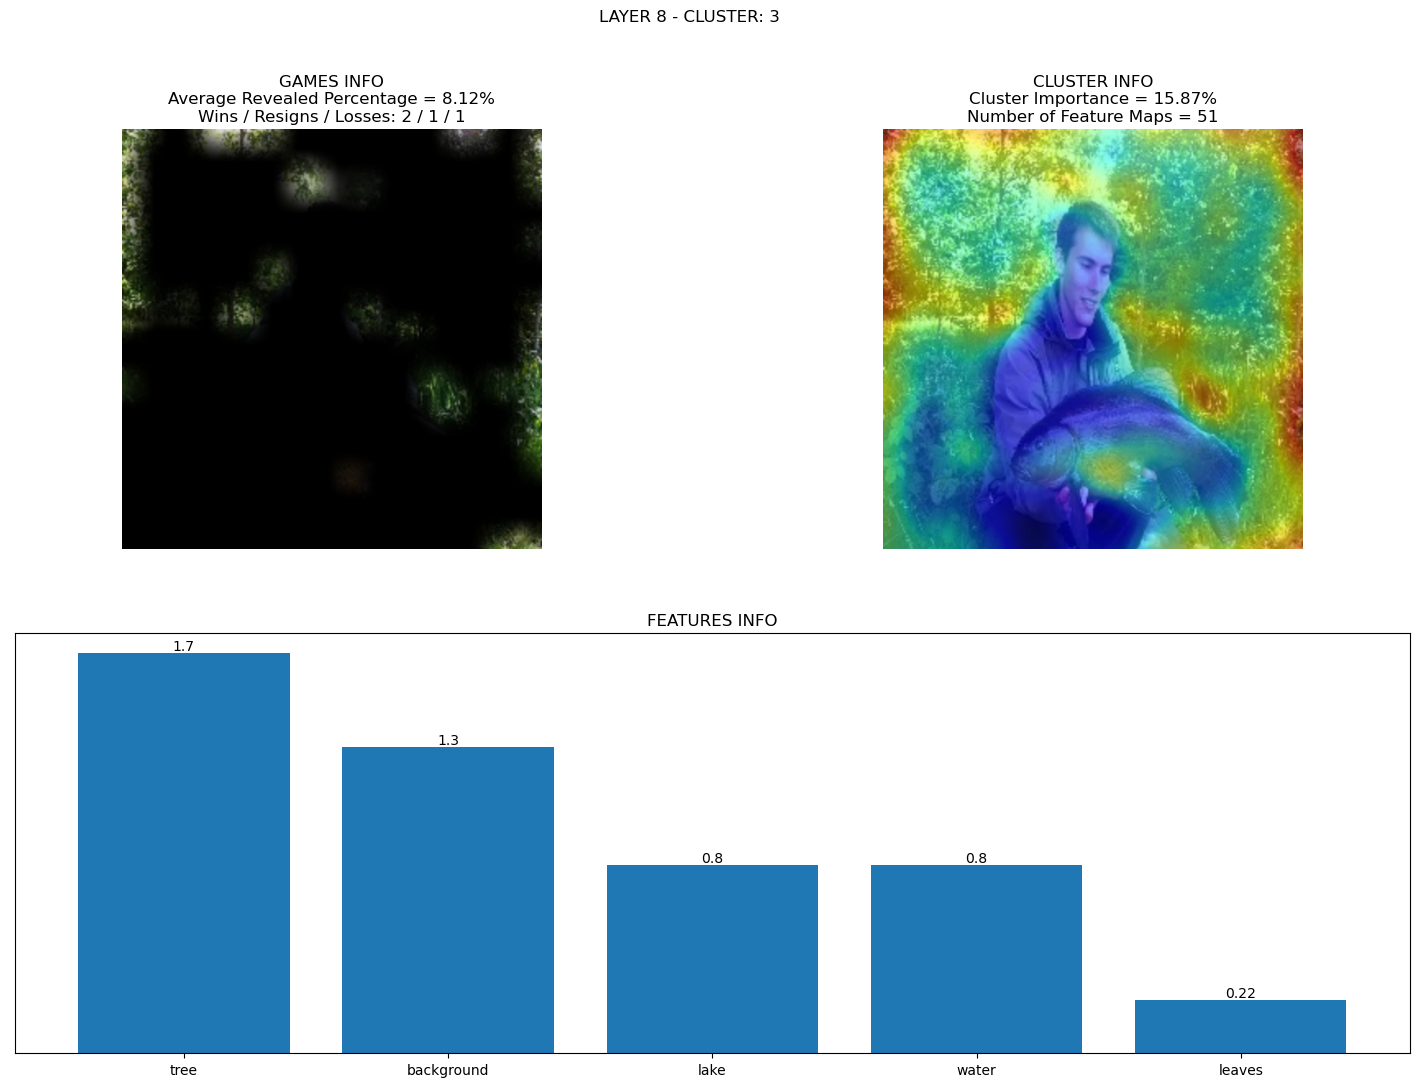 LAYER 8 - CLUSTER: 3
GAMES INFO
Average Revealed Percentage = 8.12%
Wins / Resigns / Losses: 2 / 1 / 1
CLUSTER INFO
Cluster Importance = 15.87%
Number of Feature Maps = 51
FEATURES INFO
1.7
1.3
0.8
0.8
0.22
tree
background
lake
water
leaves